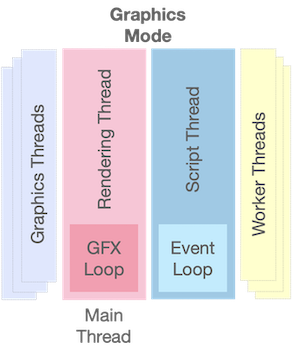 Graphics
Mode
Graphics Threads
Rendering Thread
Script Thread
Worker Threads
GFX
Loop
Event
Loop
Main
Thread